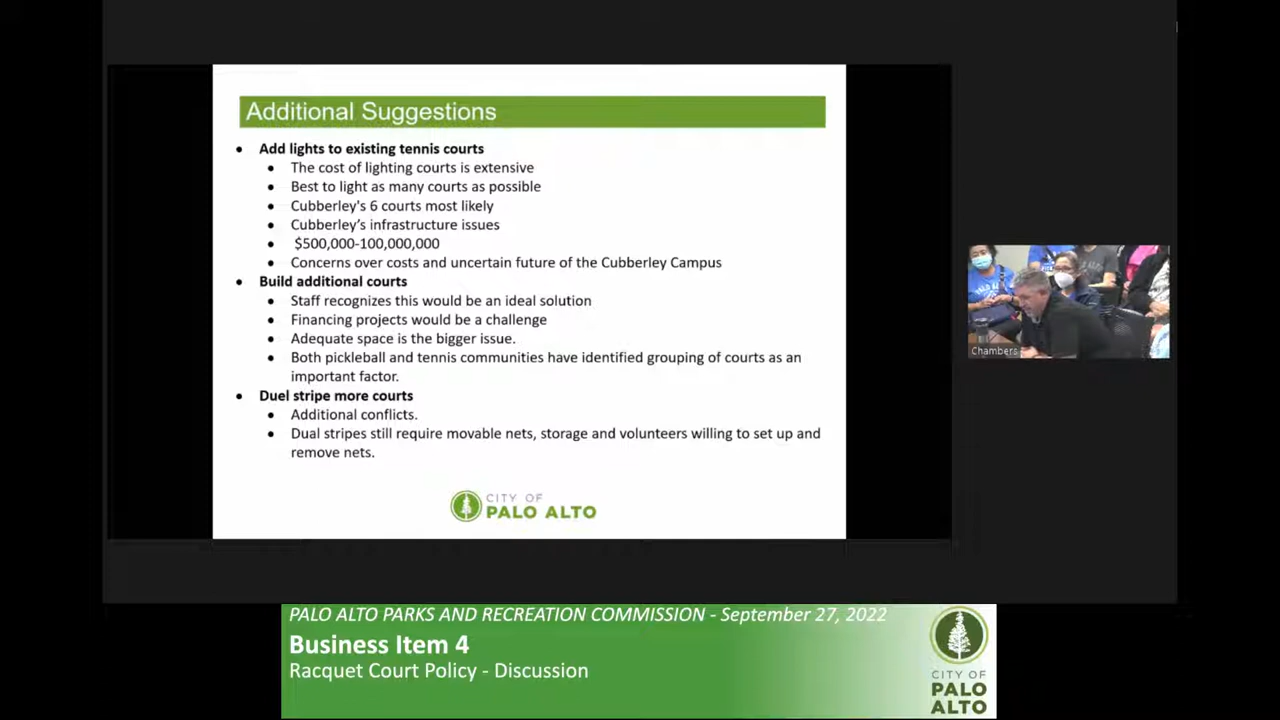 Additional Suggestions
• Add lights to existing tennis courts
• The cost of lighting courts is extensive
• Best to light as many courts as possible
• Cubberley's 6 courts most likely
• Cubberley's infrastructure issues
• $500,000-100,000,000
• Concerns over costs and uncertain future of the Cubberley Campus
• Build additional courts
• Staff recognizes this would be an ideal solution
• Financing projects would be a challenge
• Adequate space is the bigger issue.
• Both pickleball and tennis communities have identified grouping of courts as an
important factor.
• Duel stripe more courts
• Additional conflicts.
• Dual stripes still require movable nets, storage and volunteers willing to set up and
remove nets.
CITY OF
PALO ALTO
Chambers
PALO ALTO PARKS AND RECREATION COMMISSION - September 27, 2022
Business Item 4
Racquet Court Policy - Discussion
CITY OF
PALO
ALTO